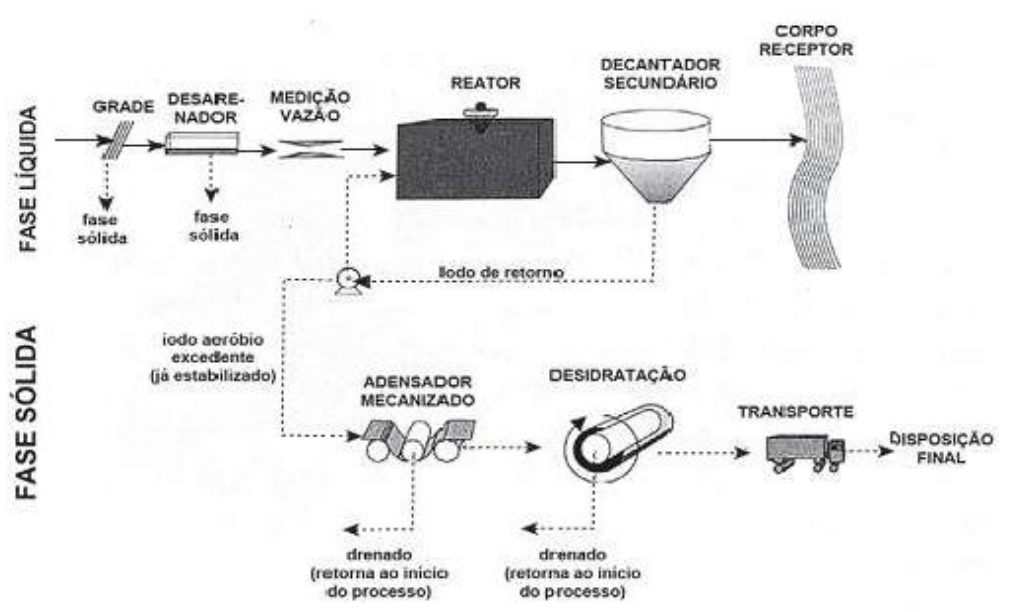 CORPO
RECEPTOR
DECANTADOR
SECUNDÁRIO
REATOR
MEDIÇÃO
VAZÃO
DESARE-
NADOR
GRADE
FASE LÍQUIDA
fase
sólida
fase
sólida
lodo de retorno
FASE SÓLIDA
lodo aeróbio
excedente
(já estabilizado)
ADENSADOR
MECANIZADO
DESIDRATAÇÃO
TRANSPORTE
DISPOSIÇÃO
FINAL
drenado
(retorna ao início
do processo)
drenado
(retorna ao início
do processo)